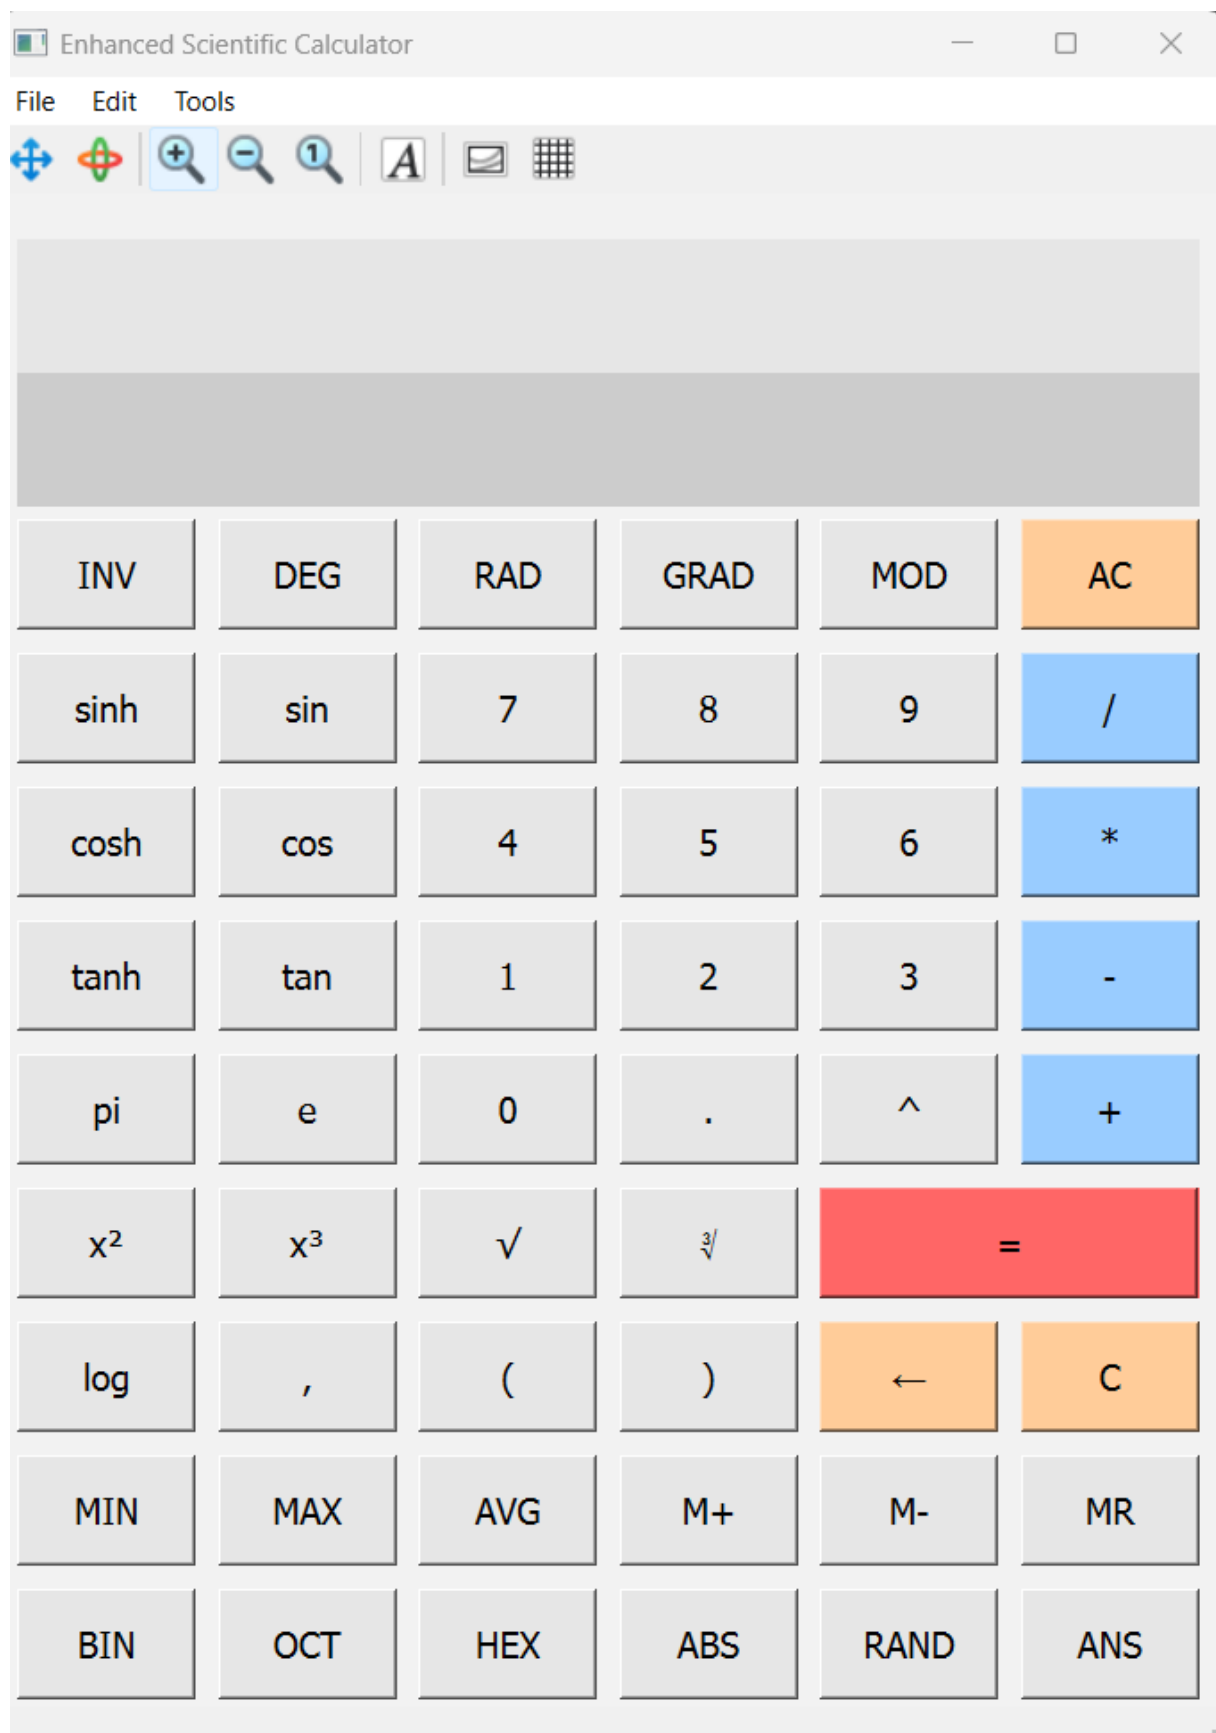 Enhanced Scientific Calculator
File Edit Tools
1 A
INV DEG RAD GRAD MOD AC
sinh sin 7 8 9 /
cosh cos 4 5 6 *
tanh tan 1 2 3 -
pi e 0 . ^ +
x² x³ √ ∛ =
log , ( ) ← C
MIN MAX AVG M+ M- MR
BIN OCT HEX ABS RAND ANS